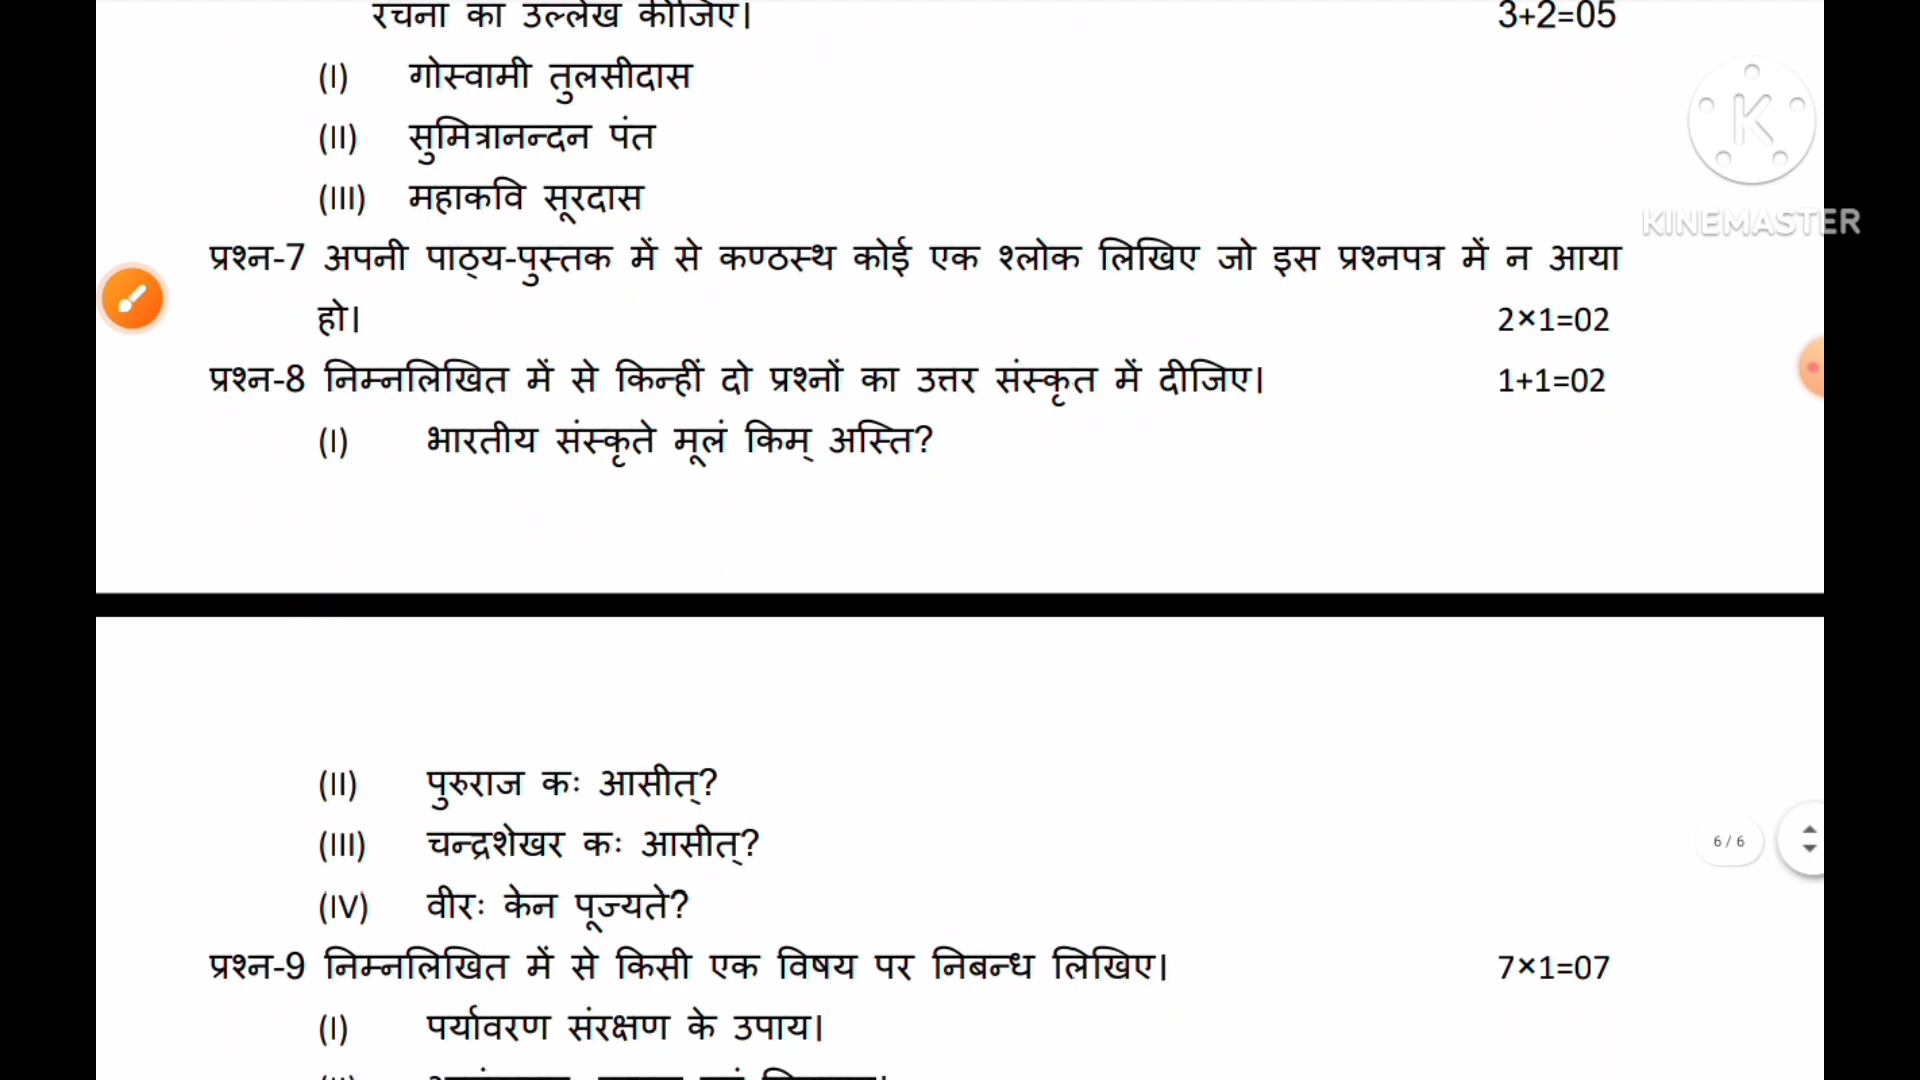 रचना का उल्लेख कीजिए। 3+2=05
(I) गोस्वामी तुलसीदास
(II) सुमित्रानन्दन पंत
(III) महाकवि सूरदास
KINEMASTER
प्रश्न-7 अपनी पाठ्य-पुस्तक में से कण्ठस्थ कोई एक श्लोक लिखिए जो इस प्रश्नपत्र में न आया
हो। 2×1=02
प्रश्न-8 निम्नलिखित में से किन्हीं दो प्रश्नों का उत्तर संस्कृत में दीजिए। 1+1=02
(I) भारतीय संस्कृते मूलं किम् अस्ति?
(II) पुरुराज कः आसीत्?
(III) चन्द्रशेखर कः आसीत्?
6 / 6
(IV) वीरः केन पूज्यते?
प्रश्न-9 निम्नलिखित में से किसी एक विषय पर निबन्ध लिखिए। 7×1=07
(I) पर्यावरण संरक्षण के उपाय।